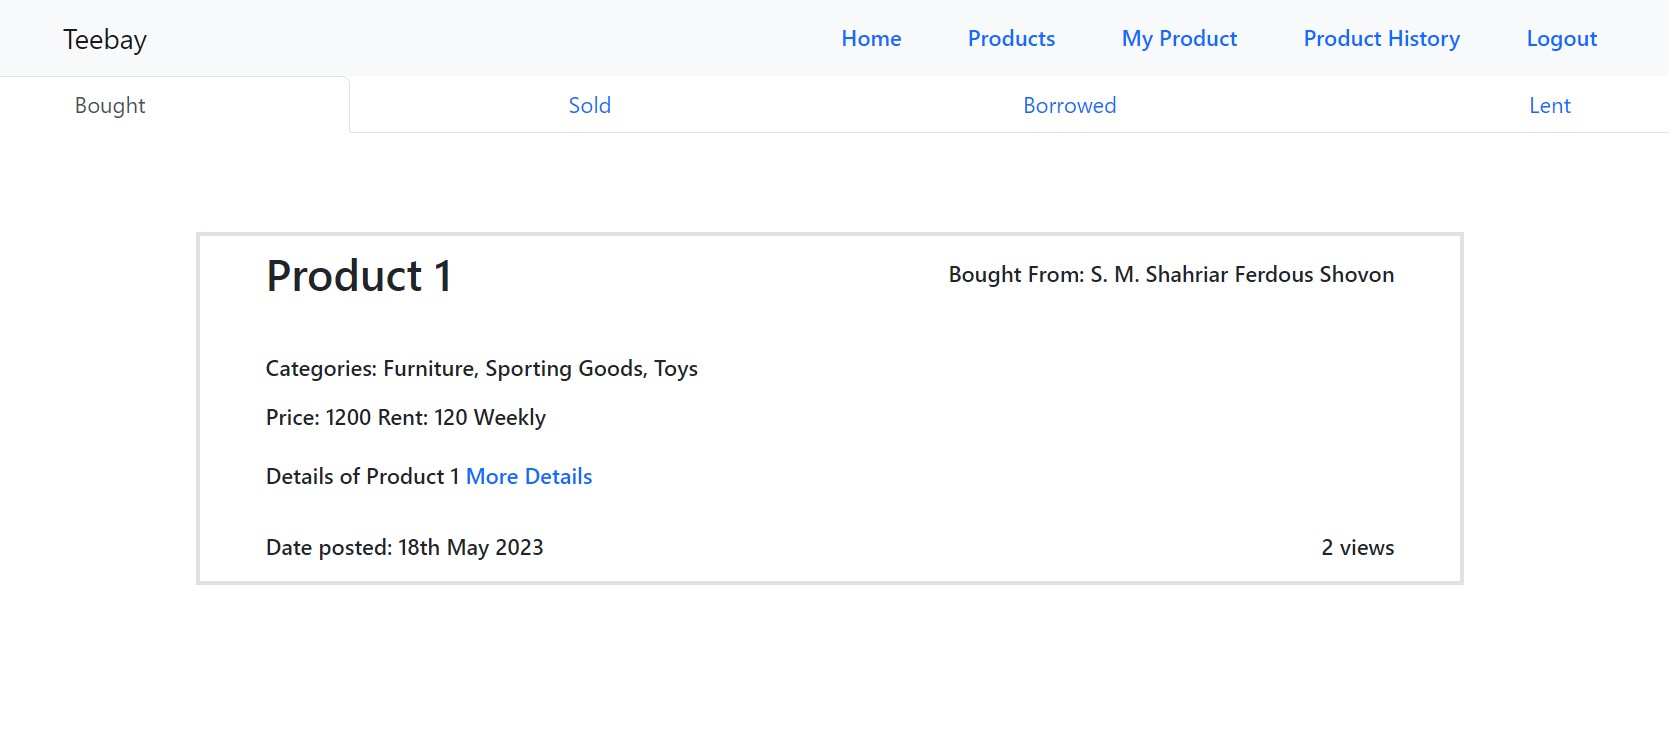 Teebay Home Products My Product Product History Logout
Bought Sold Borrowed Lent
Product 1 Bought From: S. M. Shahriar Ferdous Shovon
Categories: Furniture, Sporting Goods, Toys
Price: 1200 Rent: 120 Weekly
Details of Product 1 More Details
Date posted: 18th May 2023 2 views